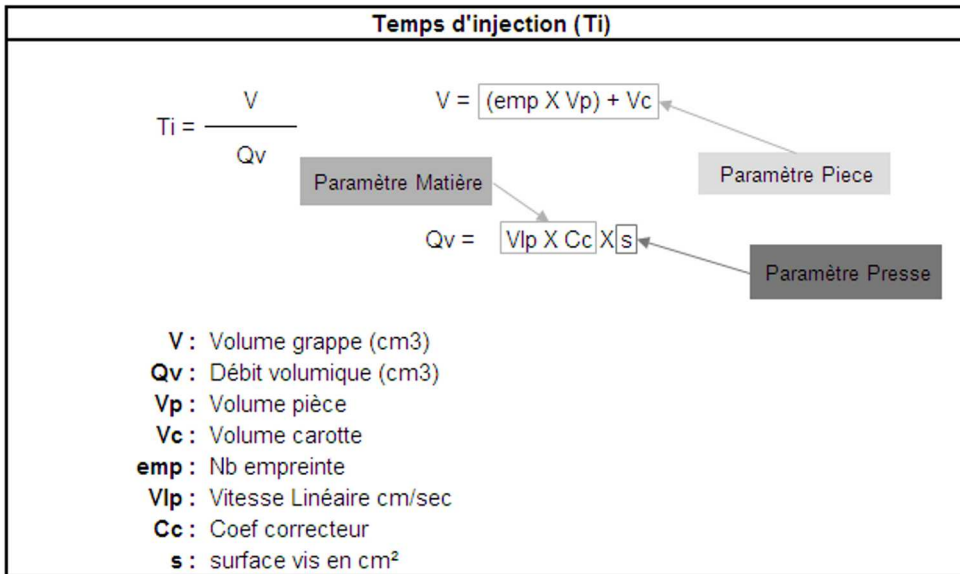 Temps d'injection (Ti)
V
Ti =
Qv
V = (emp X Vp) + Vc
Paramètre Matière
Paramètre Piece
Qv = Vlp X Cc X s
Paramètre Presse
V : Volume grappe (cm3)
Qv : Débit volumique (cm3)
Vp : Volume pièce
Vc : Volume carotte
emp : Nb empreinte
Vlp : Vitesse Linéaire cm/sec
Cc : Coef correcteur
s : surface vis en cm²